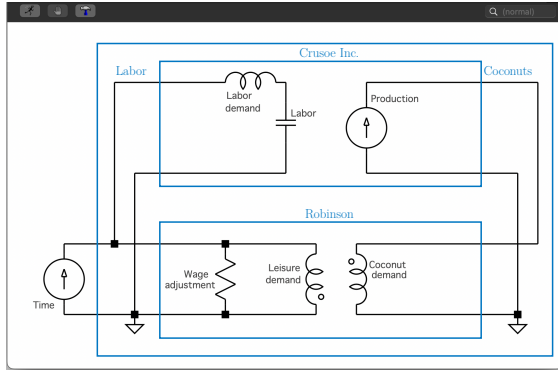 (normal)
Crusoe Inc.
Labor
Coconuts
Labor
demand
Labor
Production
Robinson
Wage
adjustment
Leisure
demand
Coconut
demand
Time